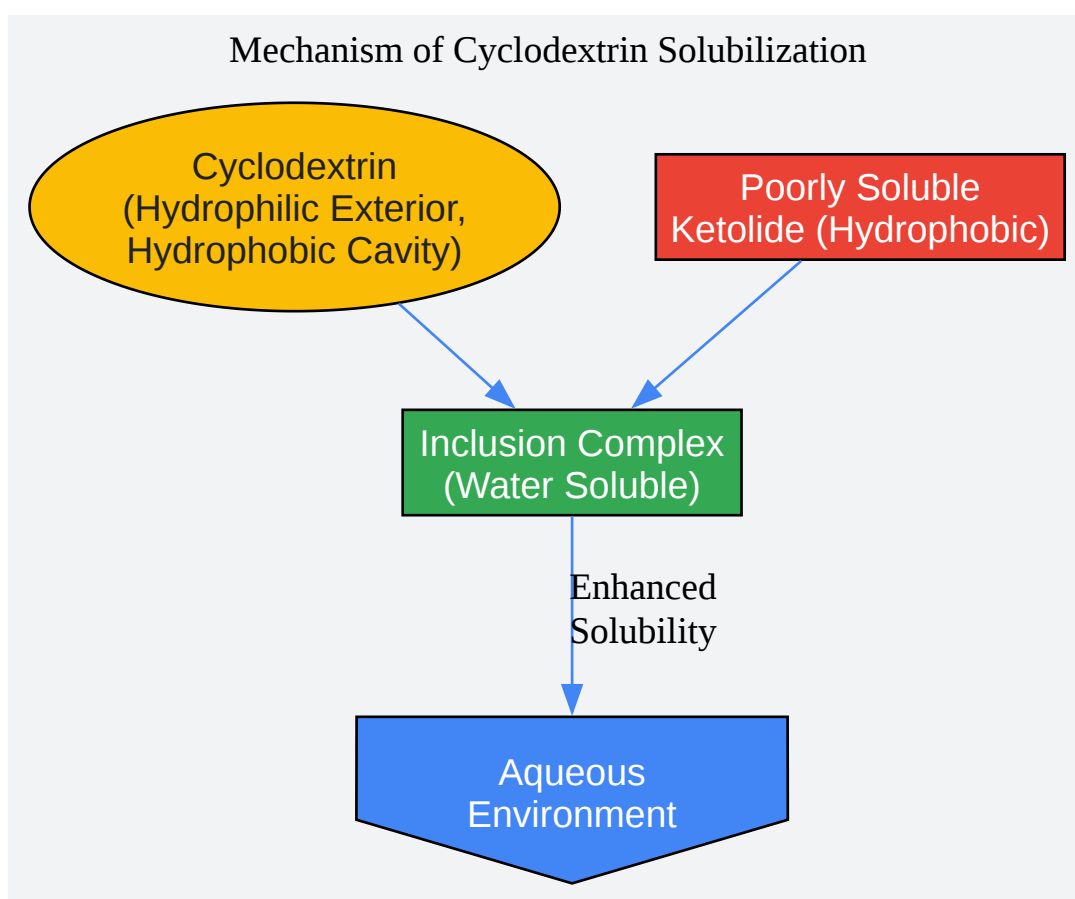 Mechanism of Cyclodextrin Solubilization
Cyclodextrin
(Hydrophilic Exterior,
Hydrophobic Cavity)
Poorly Soluble
Ketolide (Hydrophobic)
Inclusion Complex
(Water Soluble)
Enhanced
Solubility
Aqueous
Environment